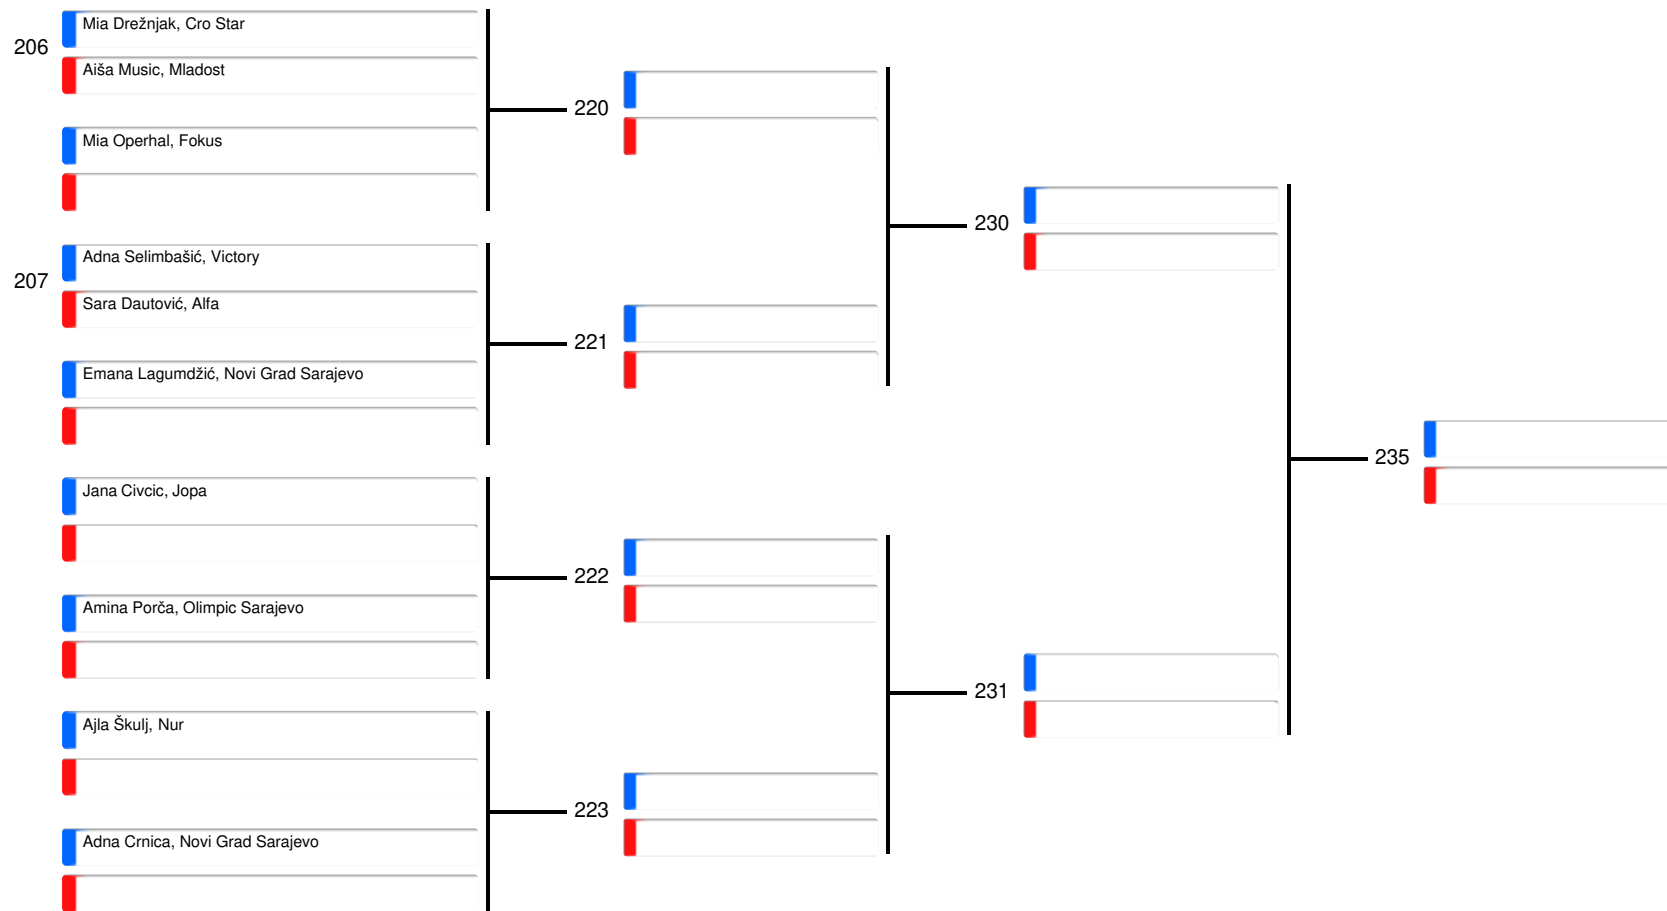 206
Mia Drežnjak, Cro Star
Aiša Music, Mladost
Mia Operhal, Fokus
207
Adna Selimbašić, Victory
Sara Dautović, Alfa
Emana Lagumdžić, Novi Grad Sarajevo
Jana Civcic, Jopa
Amina Porča, Olimpic Sarajevo
Ajla Škulj, Nur
Adna Crnica, Novi Grad Sarajevo
220
221
222
223
230
231
235